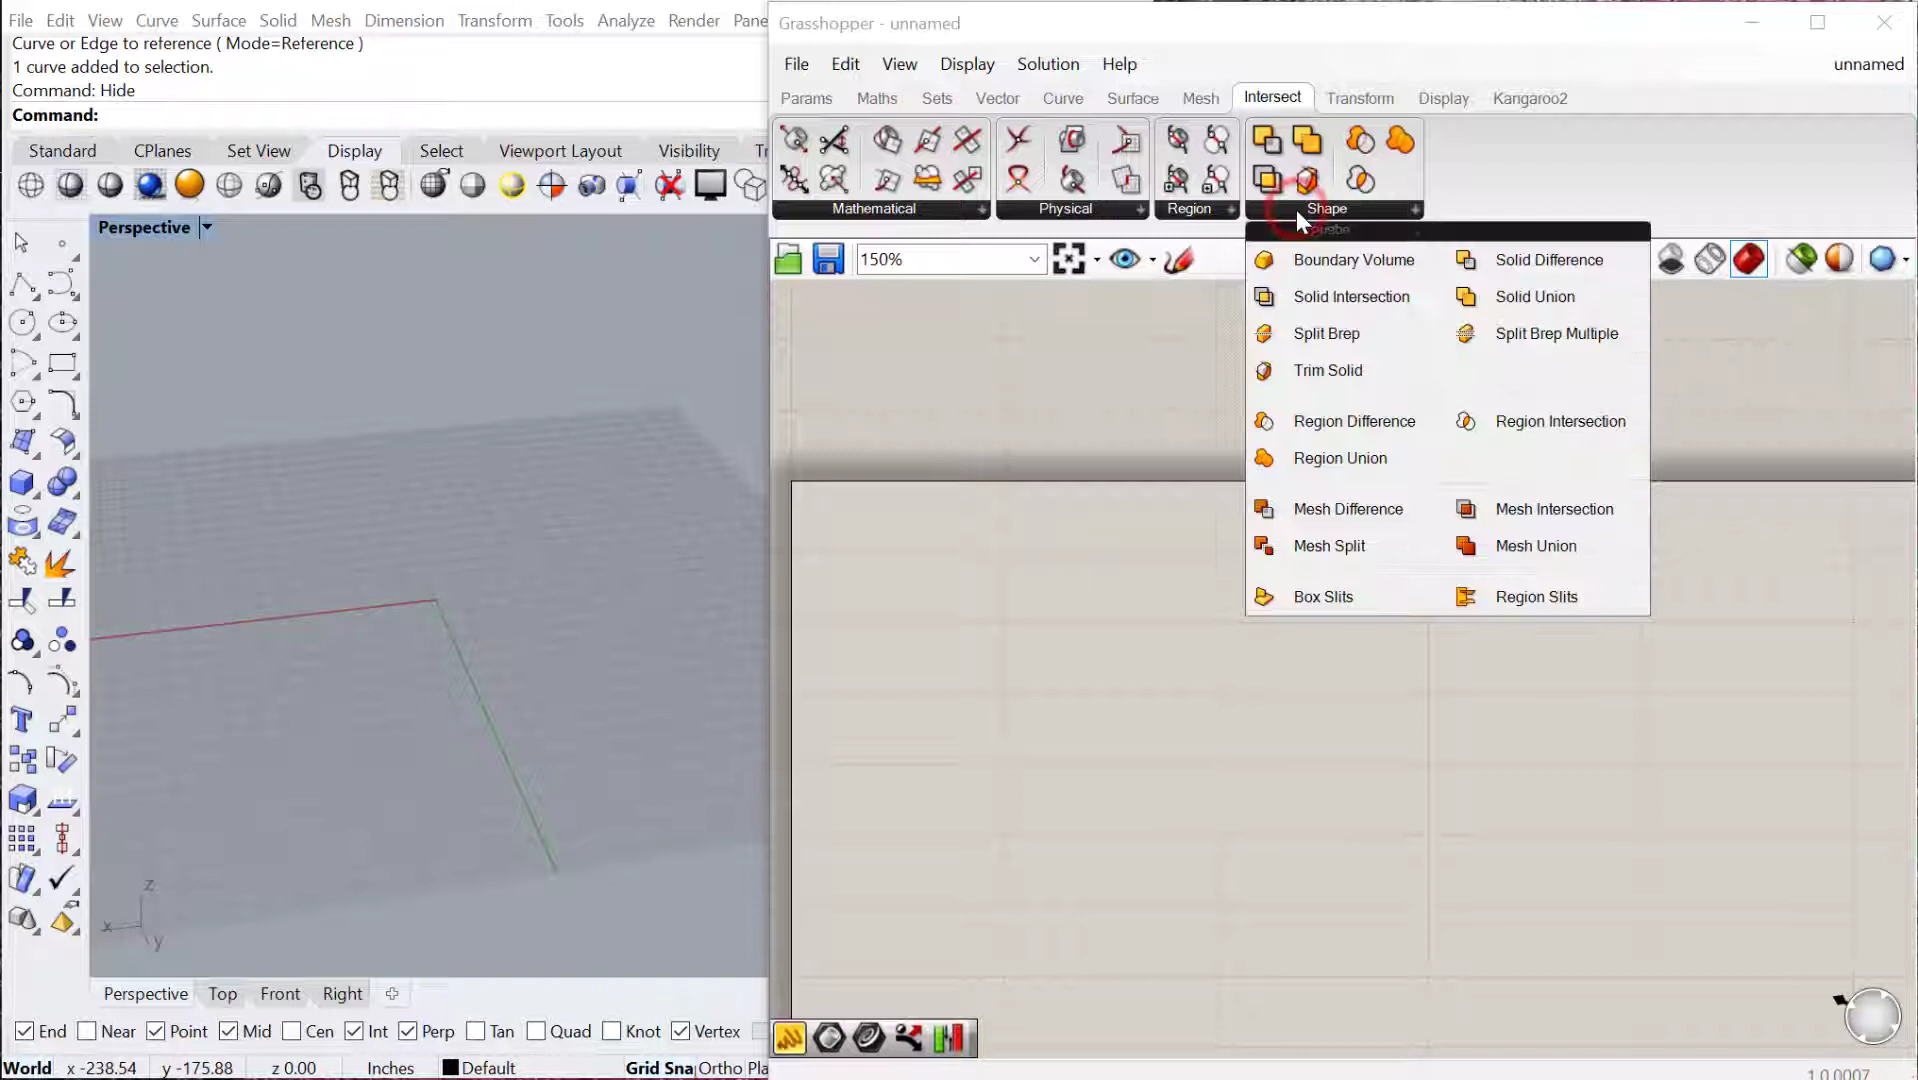 File Edit View Curve Surface Solid Mesh Dimension Transform Tools Analyze Render Pane
Curve or Edge to reference ( Mode=Reference )
1 curve added to selection.
Command: Hide
Command:
Standard CPlanes Set View Display Select Viewport Layout Visibility Tr
Perspective
z
x
y
Perspective Top Front Right
End Near Point Mid Cen Int Perp Tan Quad Knot Vertex
World x -238.54 y -175.88 z 0.00 Inches Default Grid Sna Ortho Pla
Grasshopper - unnamed
File Edit View Display Solution Help unnamed
Params Maths Sets Vector Curve Surface Mesh Intersect Transform Display Kangaroo2
Mathematical Physical Region Shape
150%
Boundary Volume Solid Difference
Solid Intersection Solid Union
Split Brep Split Brep Multiple
Trim Solid
Region Difference Region Intersection
Region Union
Mesh Difference Mesh Intersection
Mesh Split Mesh Union
Box Slits Region Slits
1.0.0007